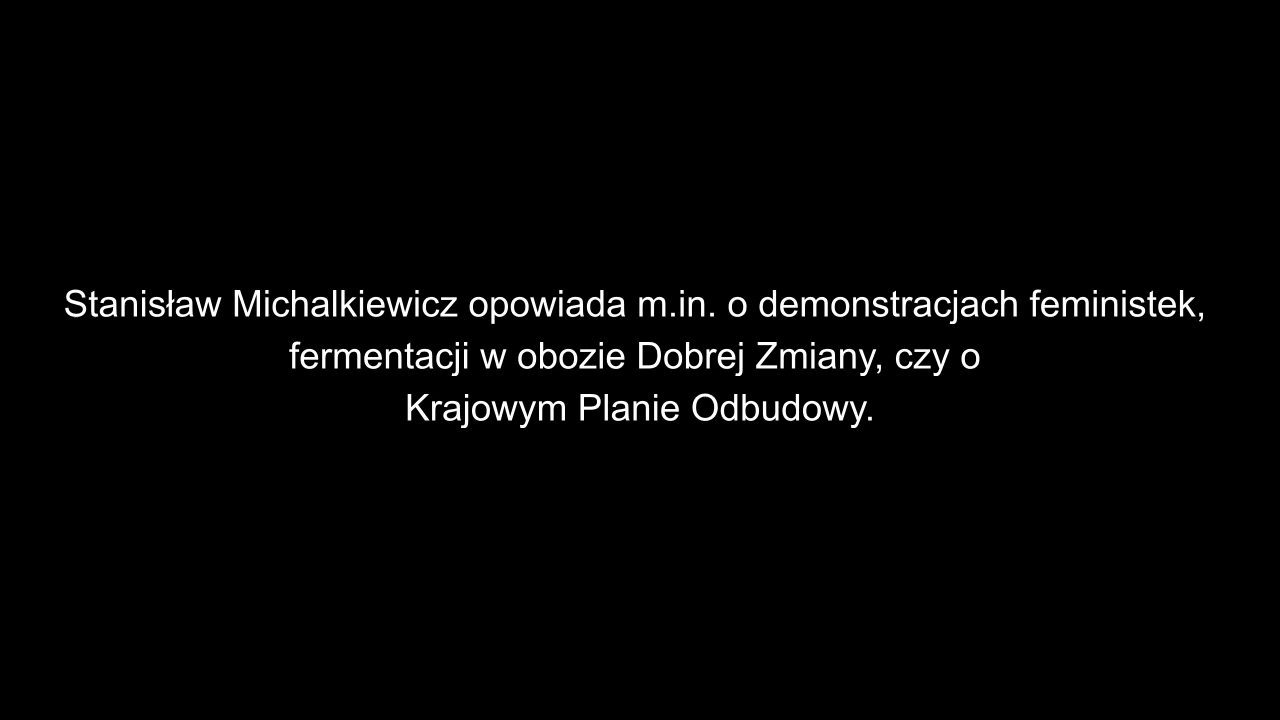 Stanisław Michalkiewicz opowiada m.in. o demonstracjach feministek,
fermentacji w obozie Dobrej Zmiany, czy o
Krajowym Planie Odbudowy.